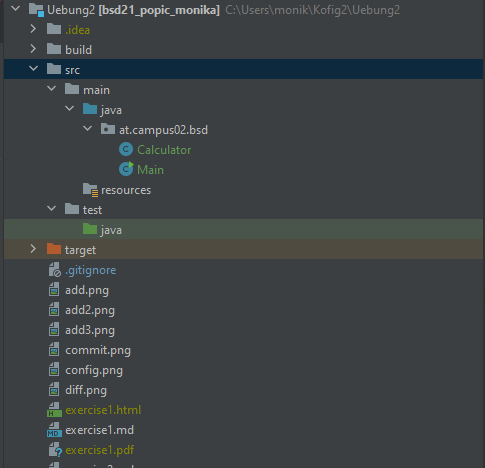 Uebung2 [bsd21_popic_monika] C:\Users\monik\Kofig2\Uebung2
.idea
build
src
main
java
at.campus02.bsd
Calculator
Main
resources
test
java
target
.gitignore
add.png
add2.png
add3.png
commit.png
config.png
diff.png
exercise1.html
exercise1.md
exercise1.pdf